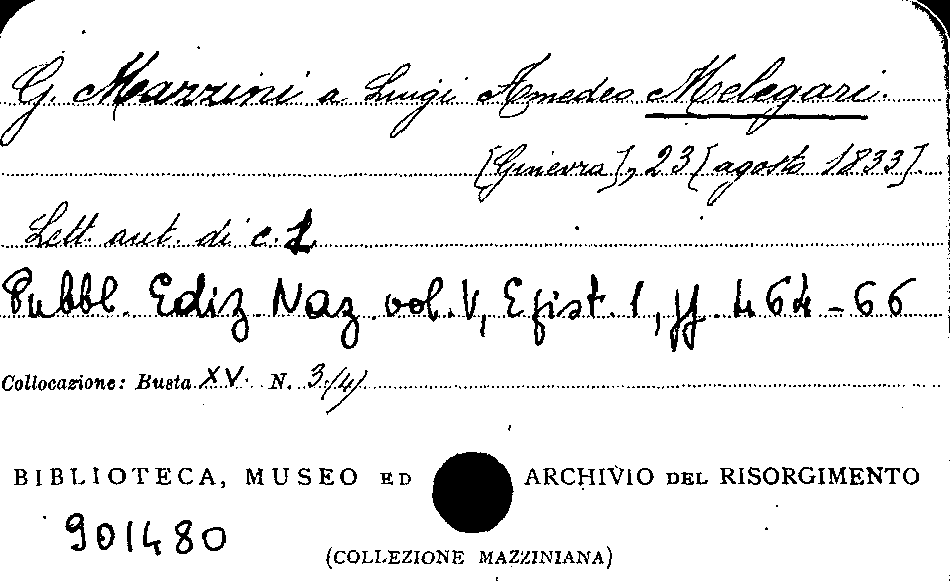 G. Mazzini a Luigi Amedeo Melegari.
[Ginevra], 23 [agosto 1833].
Lett. aut. di c. 1
Pubbl. Ediz. Naz. vol. V, Epist. 1, pp. 464-66
Collocazione: Busta XV. N. 3/(4)
BIBLIOTECA, MUSEO ED ARCHIVIO DEL RISORGIMENTO
901480
(COLLEZIONE MAZZINIANA)